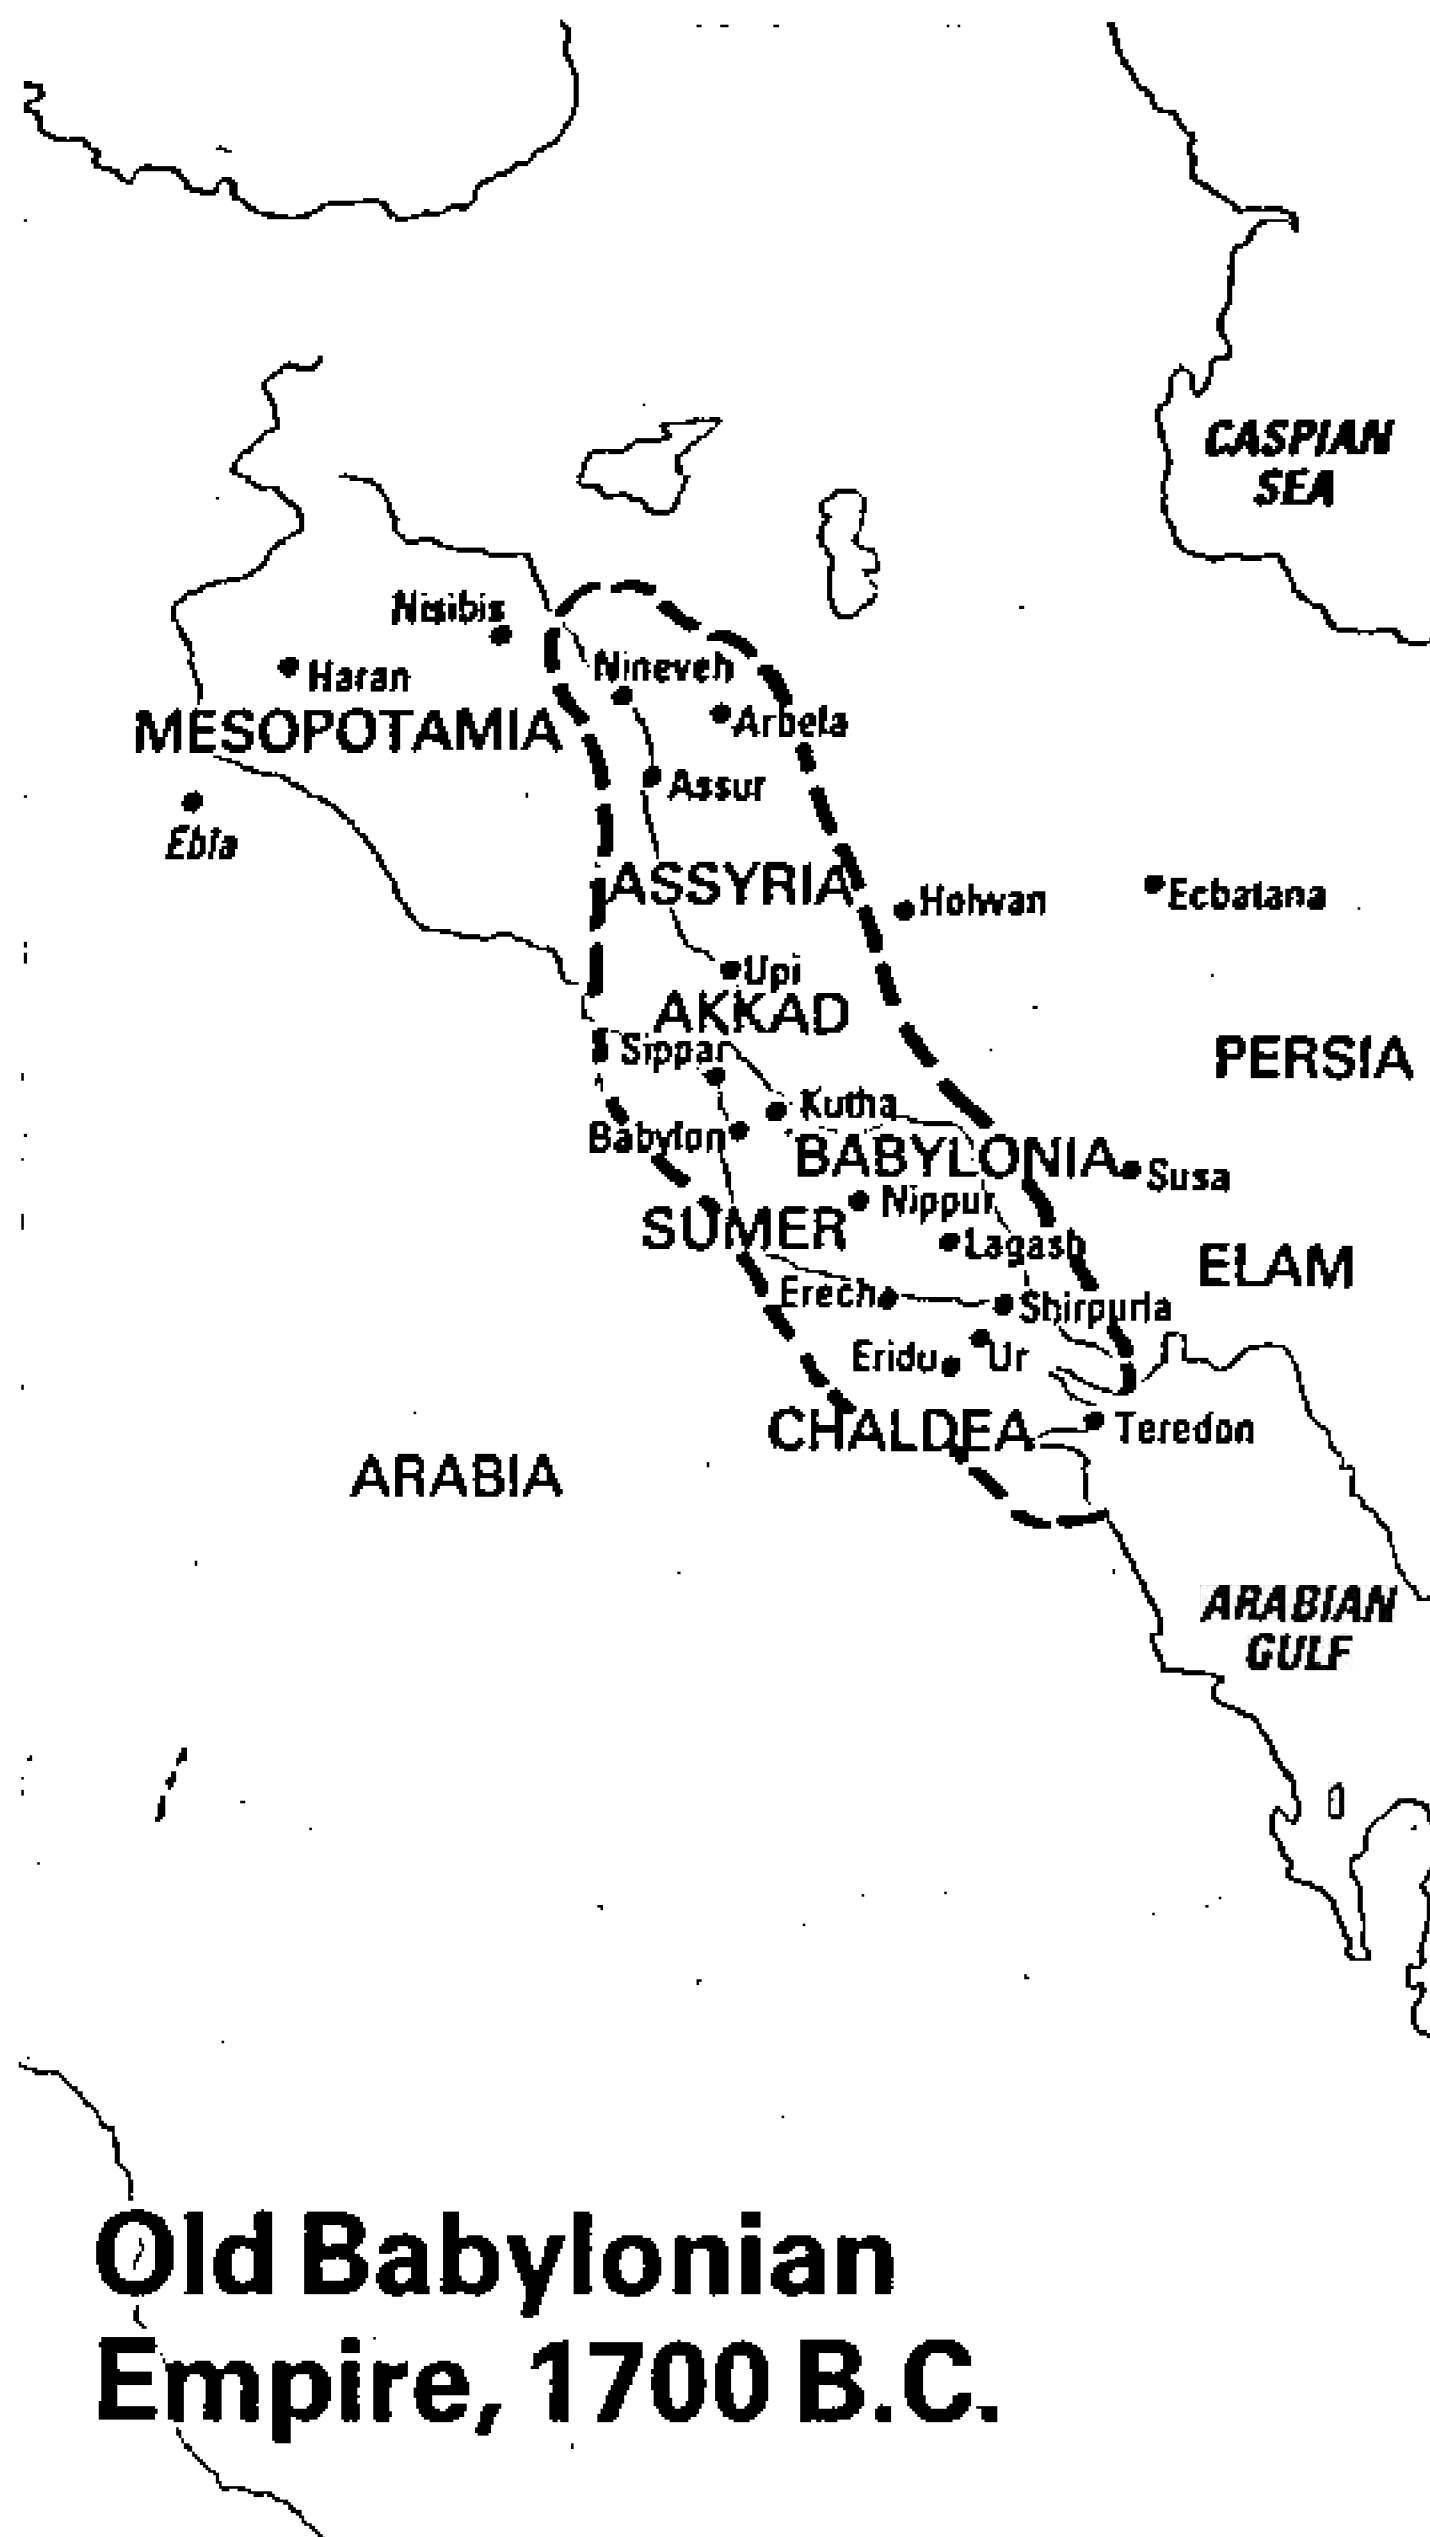 CASPIAN
SEA
Nisibis
Haran
Nineveh
MESOPOTAMIA
Arbela
Assur
Ebla
ASSYRIA
Holwan
Ecbatana
Upi
AKKAD
Sippar
PERSIA
Kutha
Babylon
BABYLONIA
Susa
Nippur
SUMER
Lagash
ELAM
Erech
Shirpurla
Eridu
Ur
CHALDEA
Teredon
ARABIA
ARABIAN
GULF
Old Babylonian
Empire, 1700 B.C.